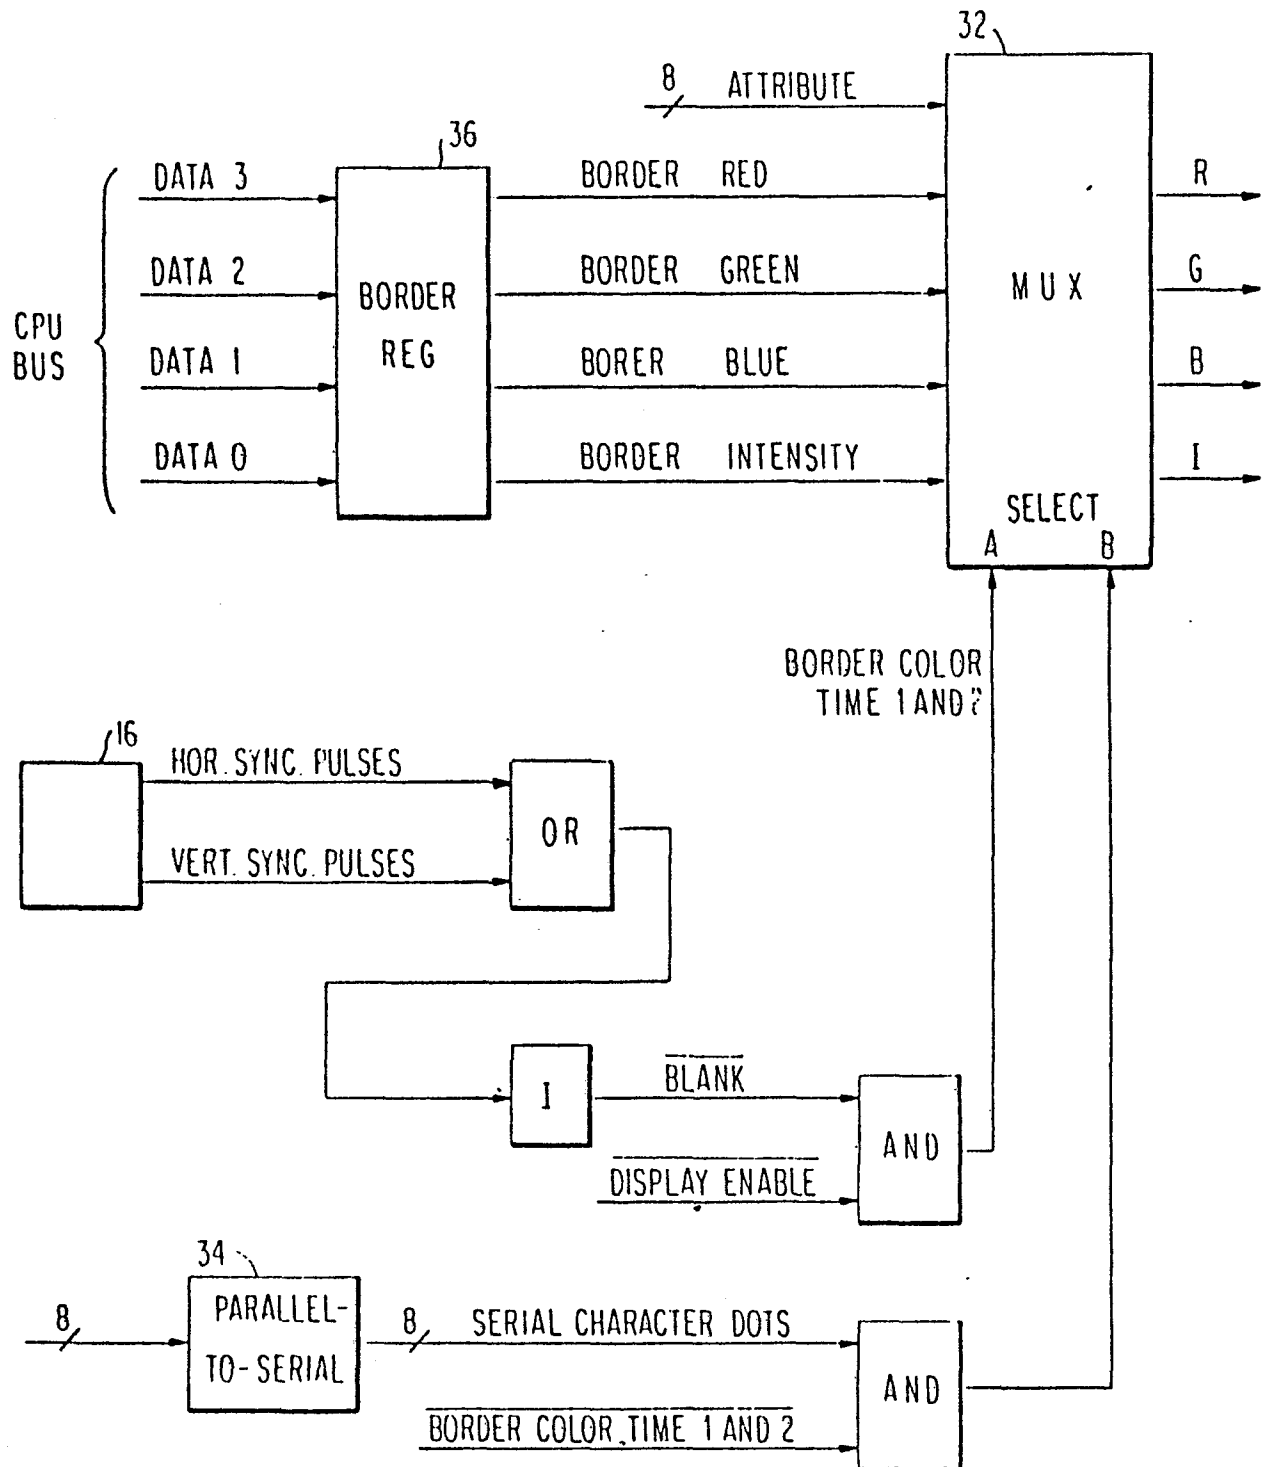 32
8 ATTRIBUTE
36
DATA 3
BORDER RED
R
DATA 2
BORDER GREEN
G
BORDER
REG
MUX
CPU
BUS
DATA 1
BORER BLUE
B
DATA 0
BORDER INTENSITY
I
SELECT
A B
BORDER COLOR
TIME 1 AND 2
16
HOR. SYNC. PULSES
OR
VERT. SYNC. PULSES
I
BLANK
AND
DISPLAY ENABLE
34
8
PARALLEL-
TO-SERIAL
8 SERIAL CHARACTER DOTS
AND
BORDER COLOR TIME 1 AND 2